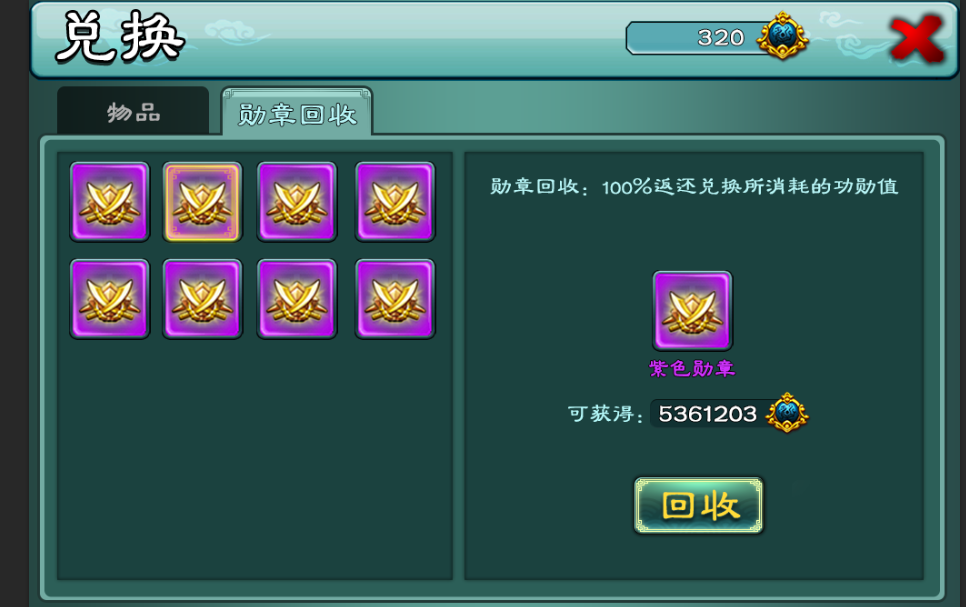 兑换
320
物品
勋章回收
勋章回收：100%返还兑换所消耗的功勋值
紫色勋章
可获得：5361203
回收